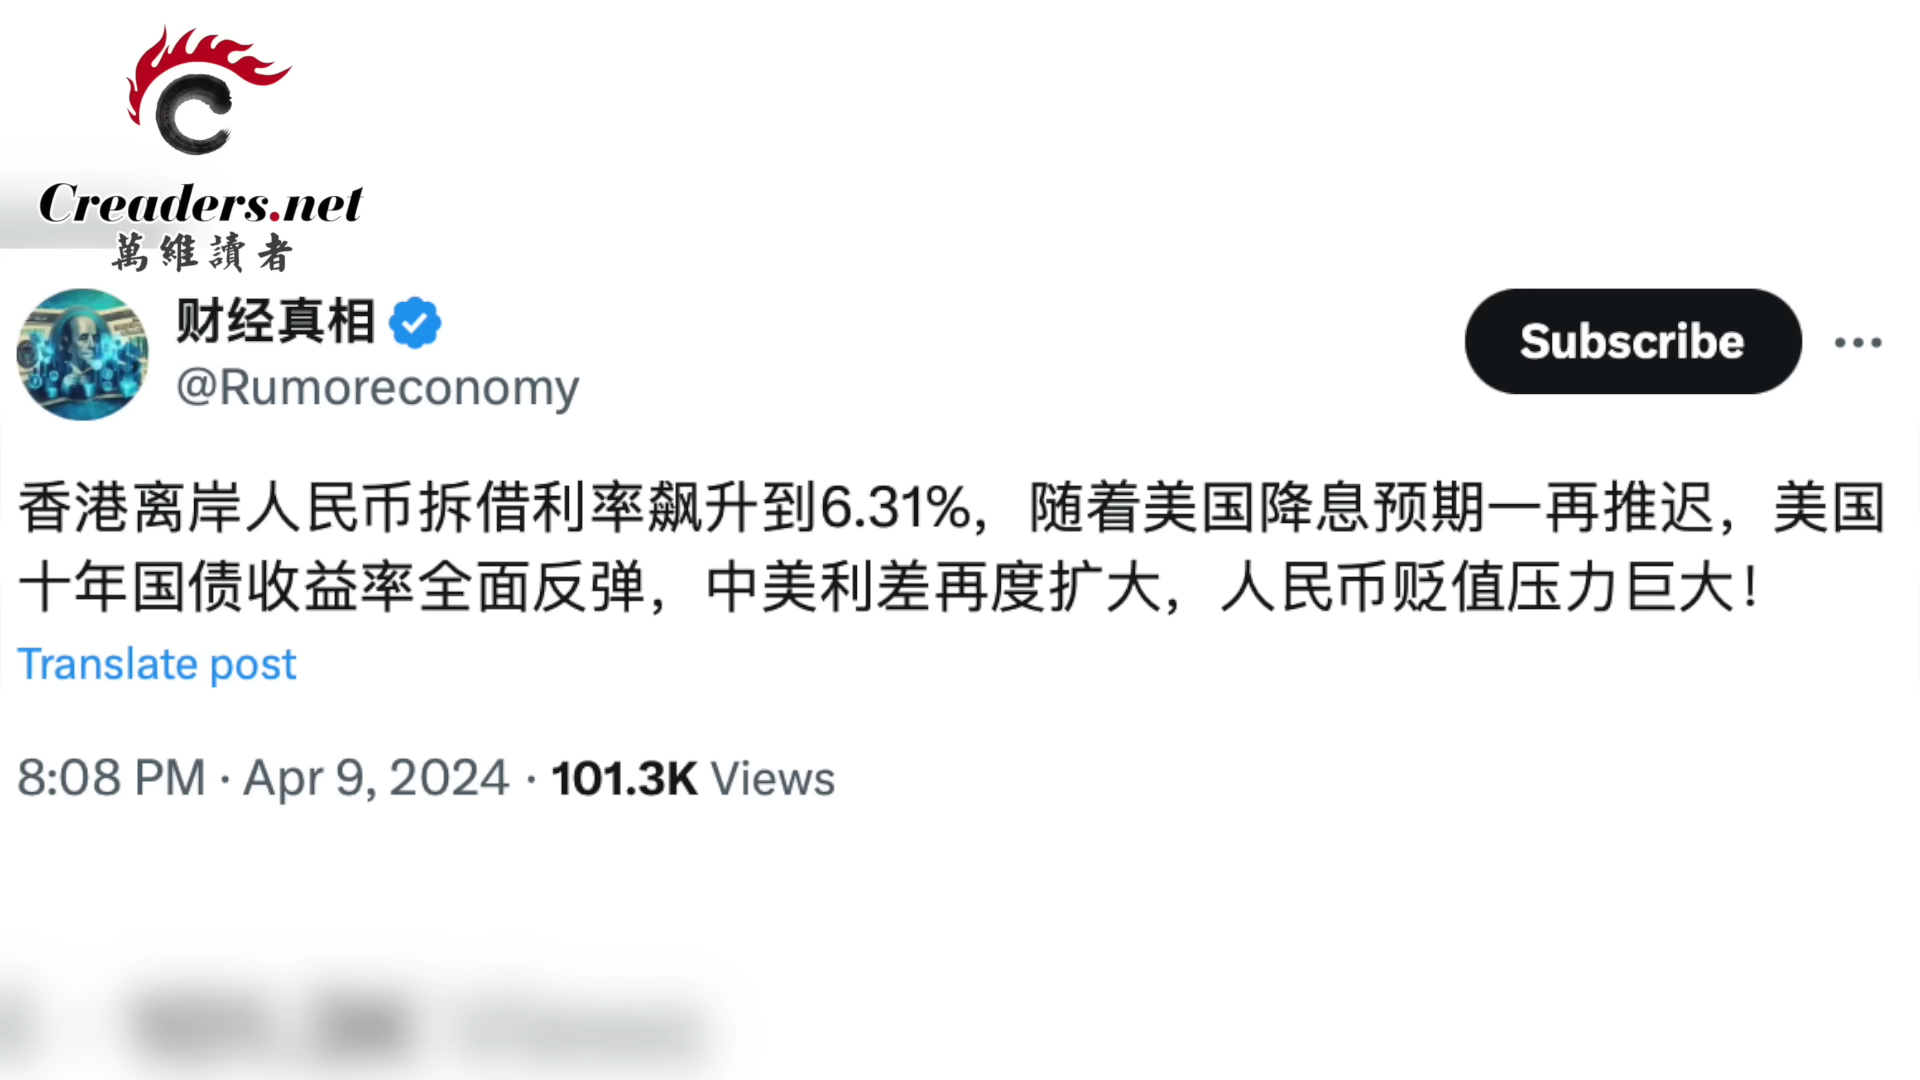 Creaders.net
萬維讀者
财经真相
@Rumoreconomy
Subscribe
香港离岸人民币拆借利率飙升到6.31%，随着美国降息预期一再推迟，美国
十年国债收益率全面反弹，中美利差再度扩大，人民币贬值压力巨大！
Translate post
8:08 PM · Apr 9, 2024 · 101.3K Views